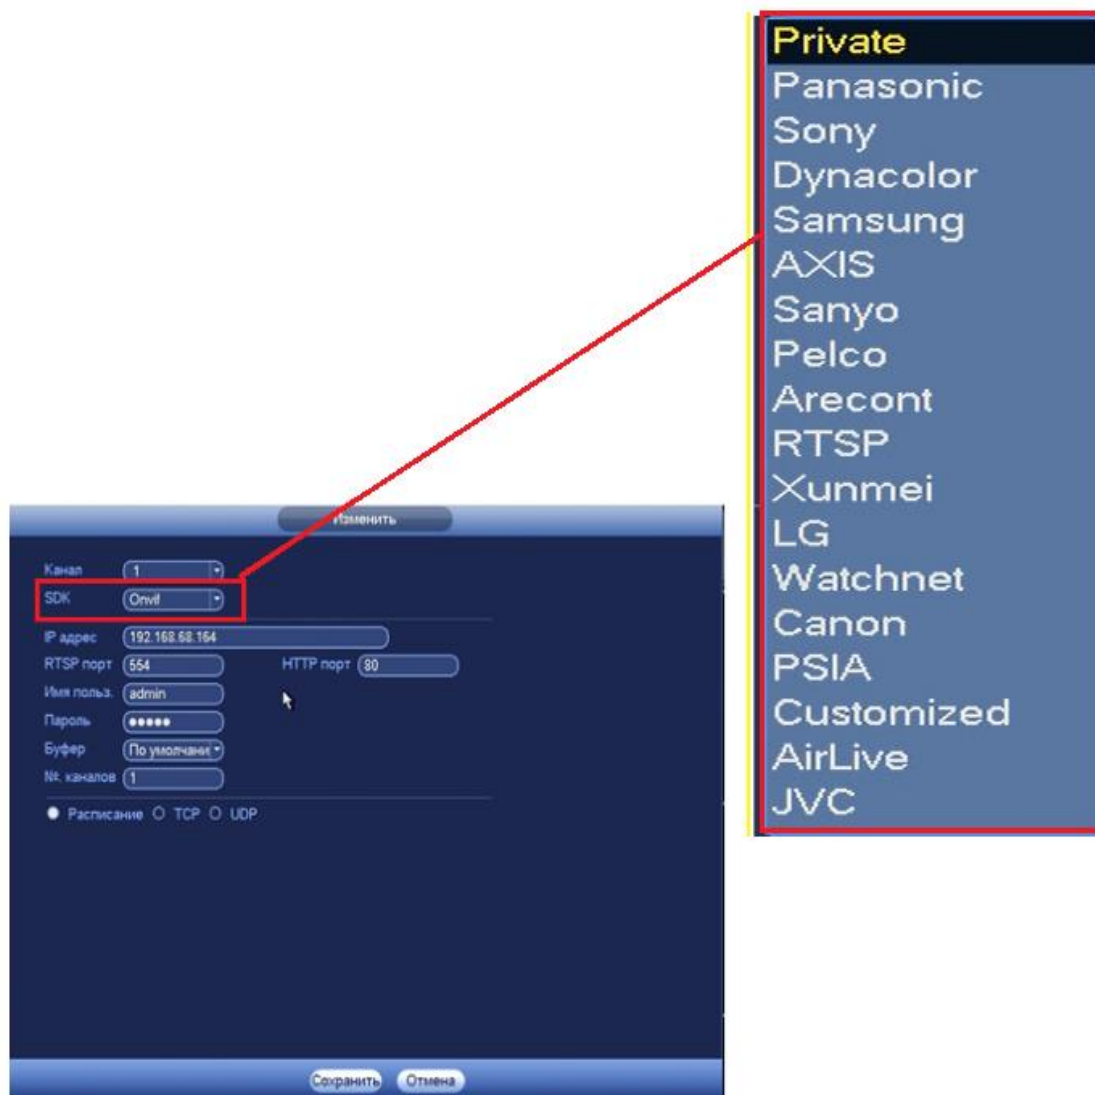 Private
Panasonic
Sony
Dynacolor
Samsung
AXIS
Sanyo
Pelco
Arecont
RTSP
Xunmei
LG
Watchnet
Canon
PSIA
Customized
AirLive
JVC
Изменить
Канал 1
SDK Onvif
IP адрес 192.168.68.164
RTSP порт 554 HTTP порт 80
Имя польз. admin
Пароль •••••
Буфер По умолчани
№. каналов 1
Расписание TCP UDP
Сохранить Отмена